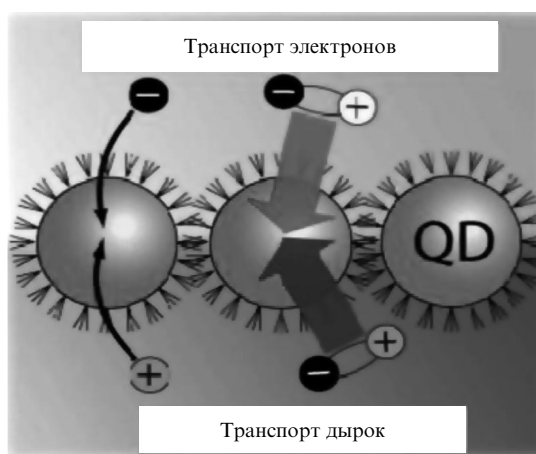 Транспорт электронов
− − +
QD
− +
+
Транспорт дырок